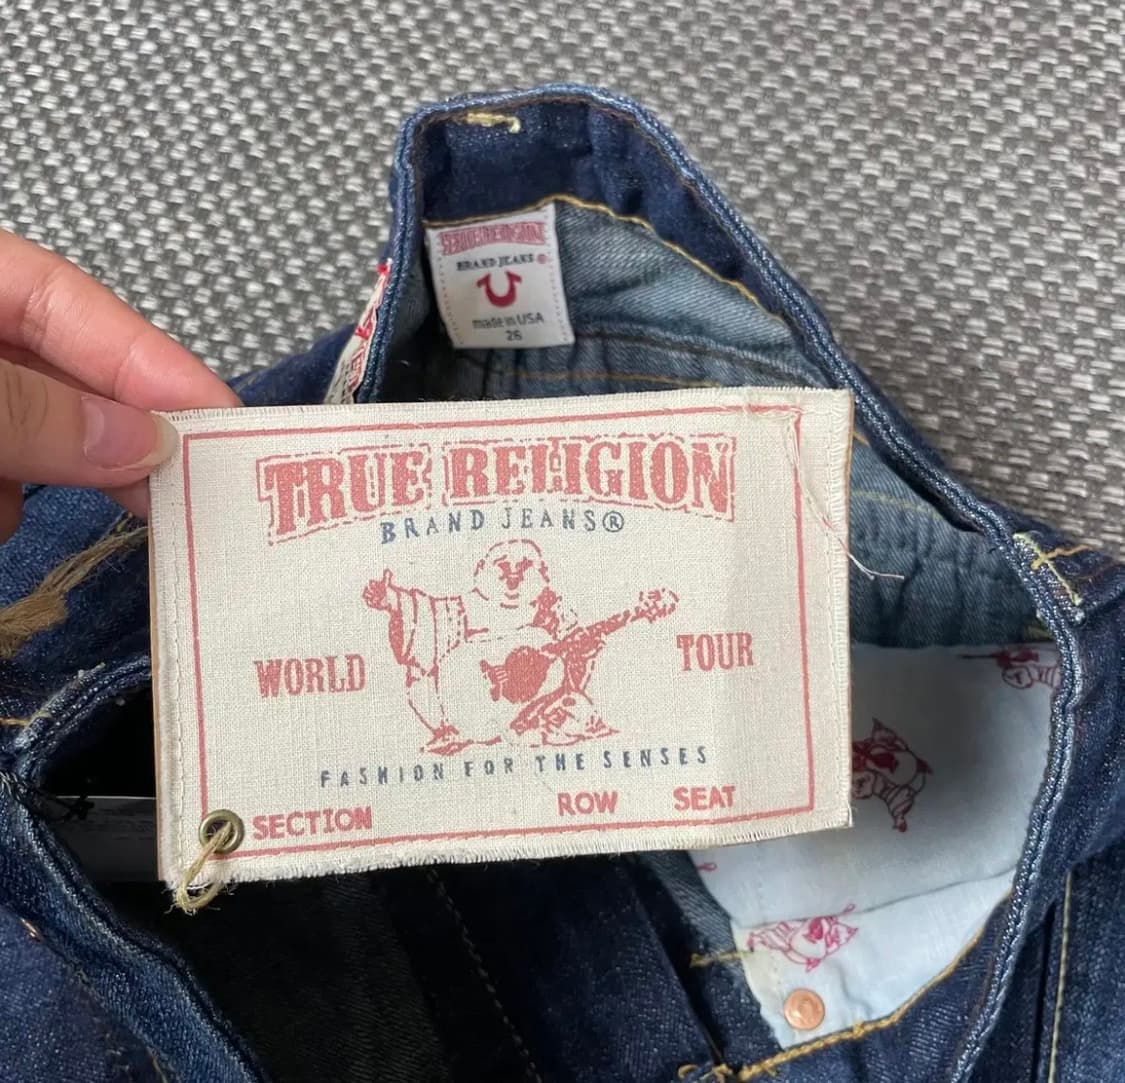 TRUE RELIGION
BRAND JEANS®
made in USA
26
TRUE RELIGION
BRAND JEANS®
WORLD TOUR
FASHION FOR THE SENSES
SECTION ROW SEAT